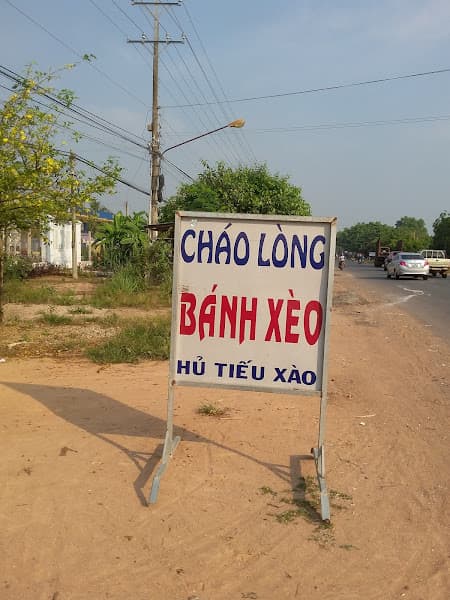 CHÁO LÒNG
BÁNH XÈO
HỦ TIẾU XÀO